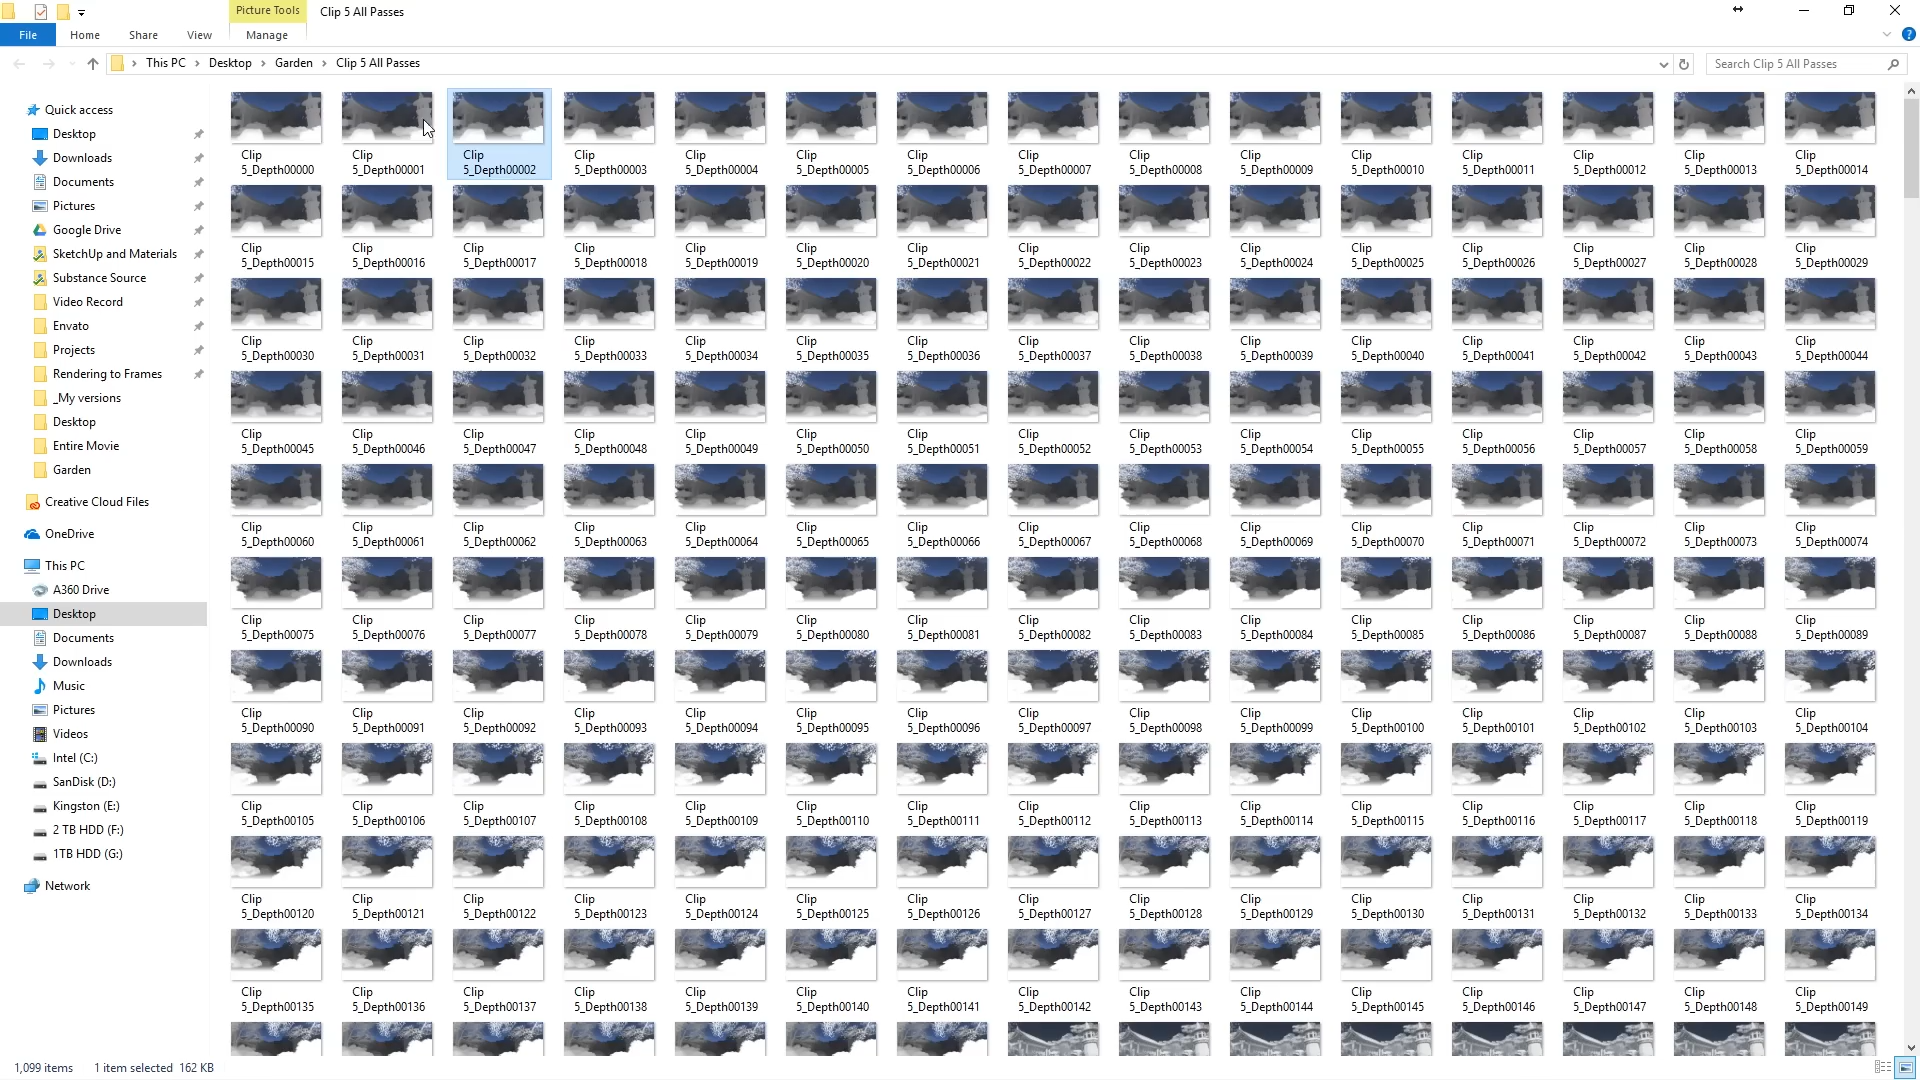 Picture Tools
Clip 5 All Passes
File Home Share View Manage
This PC Desktop Garden Clip 5 All Passes
Search Clip 5 All Passes
Quick access
Desktop
Downloads
Documents
Pictures
Google Drive
SketchUp and Materials
Substance Source
Video Record
Envato
Projects
Rendering to Frames
_My versions
Desktop
Entire Movie
Garden
Creative Cloud Files
OneDrive
This PC
A360 Drive
Desktop
Documents
Downloads
Music
Pictures
Videos
Intel (C:)
SanDisk (D:)
Kingston (E:)
2 TB HDD (F:)
1TB HDD (G:)
Network
Clip Clip Clip Clip Clip Clip Clip Clip Clip Clip Clip Clip Clip Clip Clip
5_Depth00000 5_Depth00001 5_Depth00002 5_Depth00003 5_Depth00004 5_Depth00005 5_Depth00006 5_Depth00007 5_Depth00008 5_Depth00009 5_Depth00010 5_Depth00011 5_Depth00012 5_Depth00013 5_Depth00014
Clip Clip Clip Clip Clip Clip Clip Clip Clip Clip Clip Clip Clip Clip Clip
5_Depth00015 5_Depth00016 5_Depth00017 5_Depth00018 5_Depth00019 5_Depth00020 5_Depth00021 5_Depth00022 5_Depth00023 5_Depth00024 5_Depth00025 5_Depth00026 5_Depth00027 5_Depth00028 5_Depth00029
Clip Clip Clip Clip Clip Clip Clip Clip Clip Clip Clip Clip Clip Clip Clip
5_Depth00030 5_Depth00031 5_Depth00032 5_Depth00033 5_Depth00034 5_Depth00035 5_Depth00036 5_Depth00037 5_Depth00038 5_Depth00039 5_Depth00040 5_Depth00041 5_Depth00042 5_Depth00043 5_Depth00044
Clip Clip Clip Clip Clip Clip Clip Clip Clip Clip Clip Clip Clip Clip Clip
5_Depth00045 5_Depth00046 5_Depth00047 5_Depth00048 5_Depth00049 5_Depth00050 5_Depth00051 5_Depth00052 5_Depth00053 5_Depth00054 5_Depth00055 5_Depth00056 5_Depth00057 5_Depth00058 5_Depth00059
Clip Clip Clip Clip Clip Clip Clip Clip Clip Clip Clip Clip Clip Clip Clip
5_Depth00060 5_Depth00061 5_Depth00062 5_Depth00063 5_Depth00064 5_Depth00065 5_Depth00066 5_Depth00067 5_Depth00068 5_Depth00069 5_Depth00070 5_Depth00071 5_Depth00072 5_Depth00073 5_Depth00074
Clip Clip Clip Clip Clip Clip Clip Clip Clip Clip Clip Clip Clip Clip Clip
5_Depth00075 5_Depth00076 5_Depth00077 5_Depth00078 5_Depth00079 5_Depth00080 5_Depth00081 5_Depth00082 5_Depth00083 5_Depth00084 5_Depth00085 5_Depth00086 5_Depth00087 5_Depth00088 5_Depth00089
Clip Clip Clip Clip Clip Clip Clip Clip Clip Clip Clip Clip Clip Clip Clip
5_Depth00090 5_Depth00091 5_Depth00092 5_Depth00093 5_Depth00094 5_Depth00095 5_Depth00096 5_Depth00097 5_Depth00098 5_Depth00099 5_Depth00100 5_Depth00101 5_Depth00102 5_Depth00103 5_Depth00104
Clip Clip Clip Clip Clip Clip Clip Clip Clip Clip Clip Clip Clip Clip Clip
5_Depth00105 5_Depth00106 5_Depth00107 5_Depth00108 5_Depth00109 5_Depth00110 5_Depth00111 5_Depth00112 5_Depth00113 5_Depth00114 5_Depth00115 5_Depth00116 5_Depth00117 5_Depth00118 5_Depth00119
Clip Clip Clip Clip Clip Clip Clip Clip Clip Clip Clip Clip Clip Clip Clip
5_Depth00120 5_Depth00121 5_Depth00122 5_Depth00123 5_Depth00124 5_Depth00125 5_Depth00126 5_Depth00127 5_Depth00128 5_Depth00129 5_Depth00130 5_Depth00131 5_Depth00132 5_Depth00133 5_Depth00134
Clip Clip Clip Clip Clip Clip Clip Clip Clip Clip Clip Clip Clip Clip Clip
5_Depth00135 5_Depth00136 5_Depth00137 5_Depth00138 5_Depth00139 5_Depth00140 5_Depth00141 5_Depth00142 5_Depth00143 5_Depth00144 5_Depth00145 5_Depth00146 5_Depth00147 5_Depth00148 5_Depth00149
1,099 items 1 item selected 162 KB